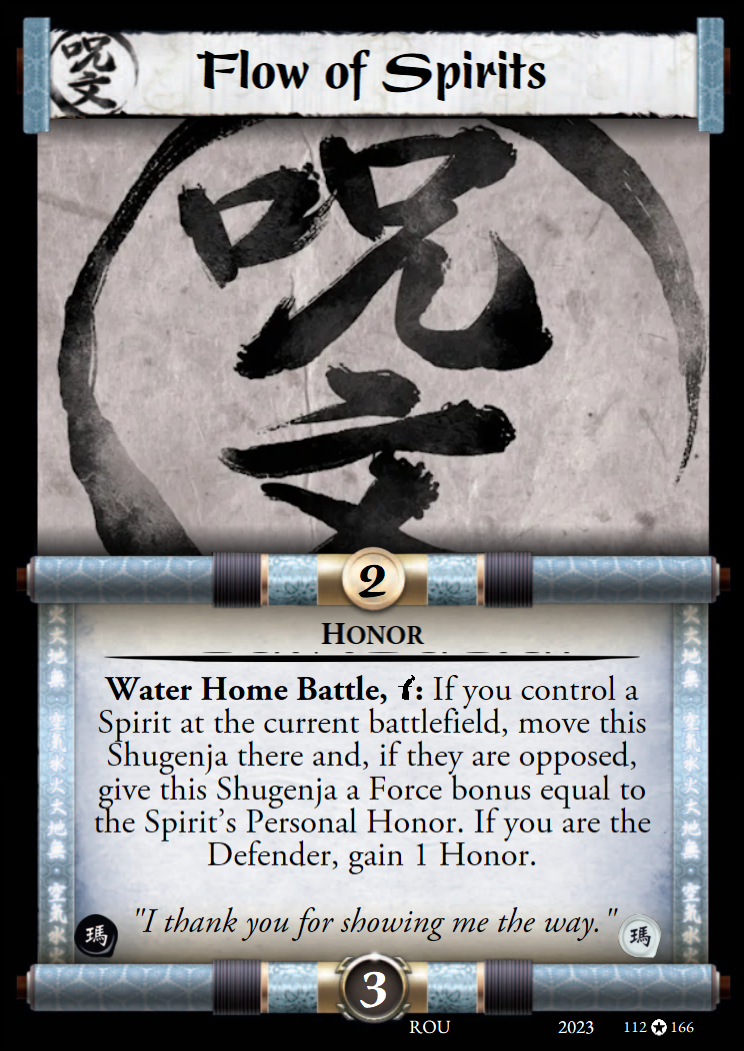 呪文
Flow of Spirits
呪
文
2
HONOR
Water Home Battle, : If you control a
Spirit at the current battlefield, move this
Shugenja there and, if they are opposed,
give this Shugenja a Force bonus equal to
the Spirit's Personal Honor. If you are the
Defender, gain 1 Honor.
"I thank you for showing me the way."
瑪
瑪
3
ROU 2023 112 166